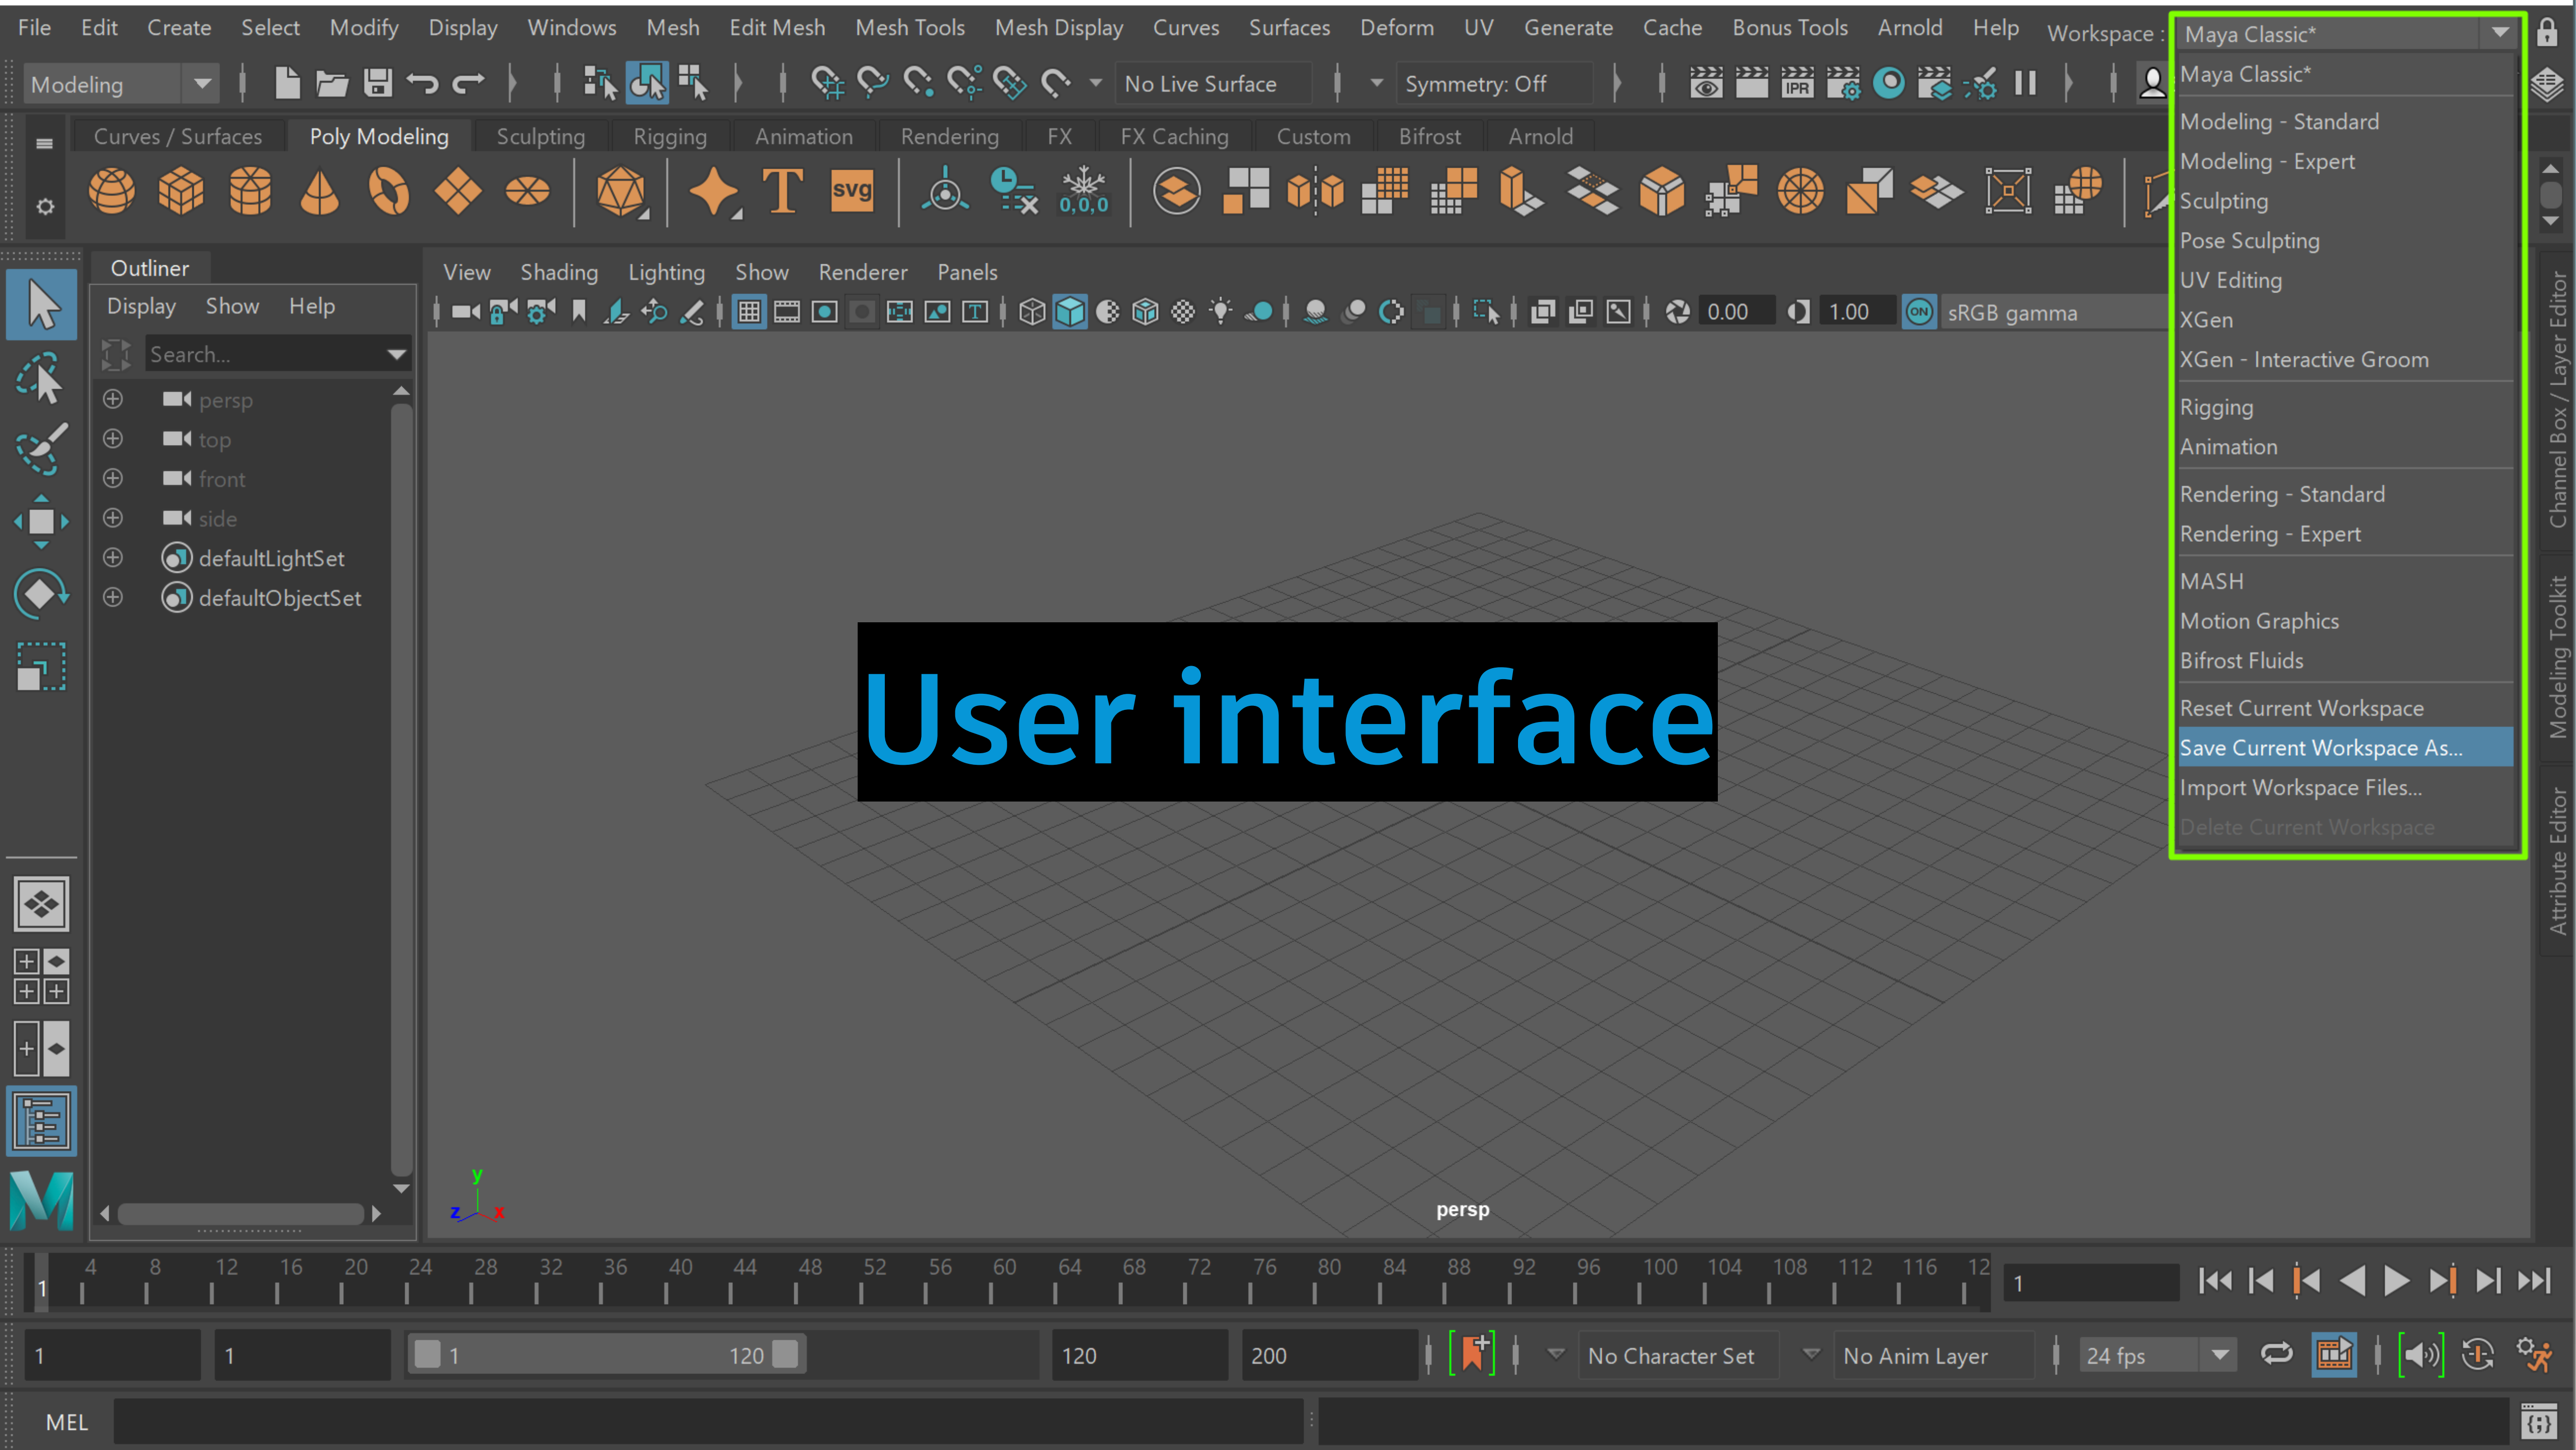 File Edit Create Select Modify Display Windows Mesh Edit Mesh Mesh Tools Mesh Display Curves Surfaces Deform UV Generate Cache Bonus Tools Arnold Help Workspace : Maya Classic*
Modeling No Live Surface Symmetry: Off IPR
Maya Classic*
Modeling - Standard
Modeling - Expert
Sculpting
Pose Sculpting
UV Editing
XGen
XGen - Interactive Groom
Rigging
Animation
Rendering - Standard
Rendering - Expert
MASH
Motion Graphics
Bifrost Fluids
Reset Current Workspace
Save Current Workspace As...
Import Workspace Files...
Delete Current Workspace
Curves / Surfaces Poly Modeling Sculpting Rigging Animation Rendering FX FX Caching Custom Bifrost Arnold
T svg 0,0,0
Outliner
Display Show Help
Search...
persp
top
front
side
defaultLightSet
defaultObjectSet
View Shading Lighting Show Renderer Panels
T 0.00 1.00 ON sRGB gamma
User interface
y
z x
persp
Channel Box / Layer Editor
Modeling Toolkit
Attribute Editor
1 4 8 12 16 20 24 28 32 36 40 44 48 52 56 60 64 68 72 76 80 84 88 92 96 100 104 108 112 116 12 1
1 1 1 120 120 200 No Character Set No Anim Layer 24 fps
MEL